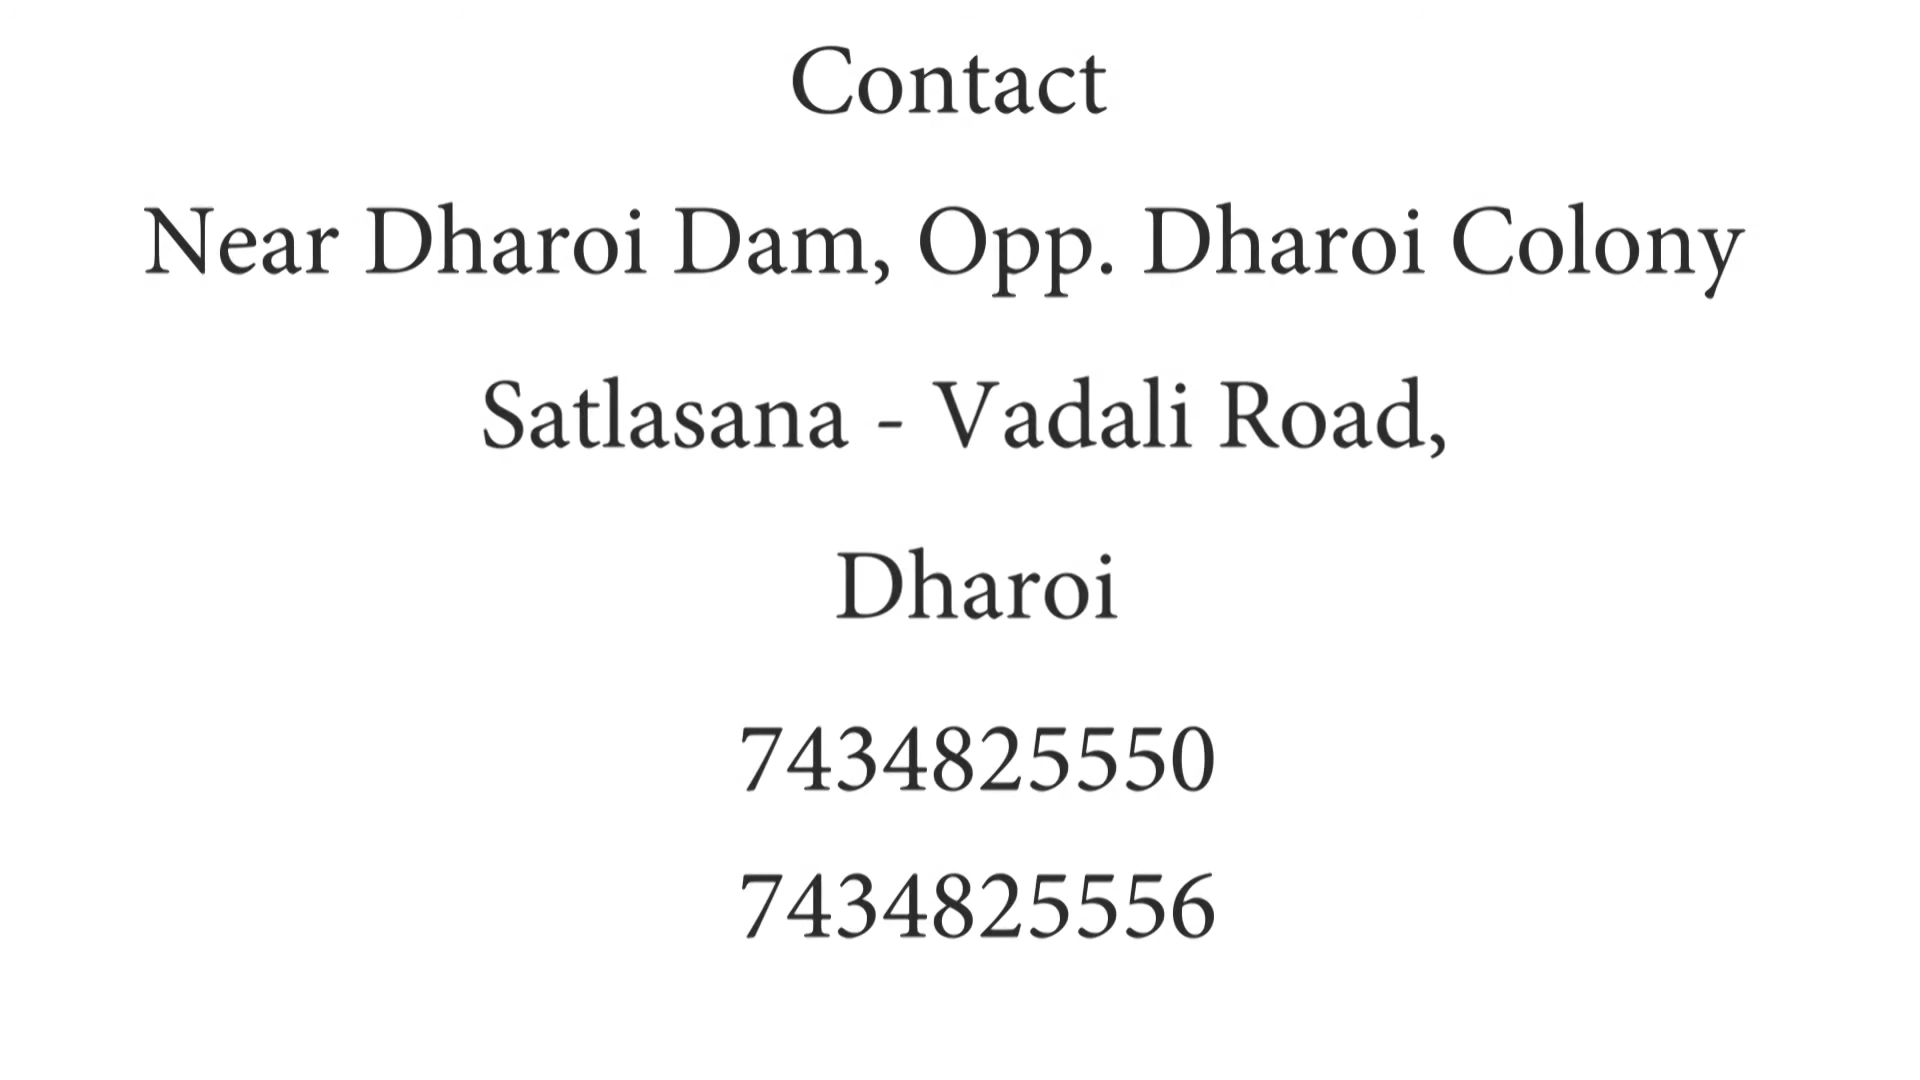 Contact
Near Dharoi Dam, Opp. Dharoi Colony
Satlasana - Vadali Road,
Dharoi
7434825550
7434825556